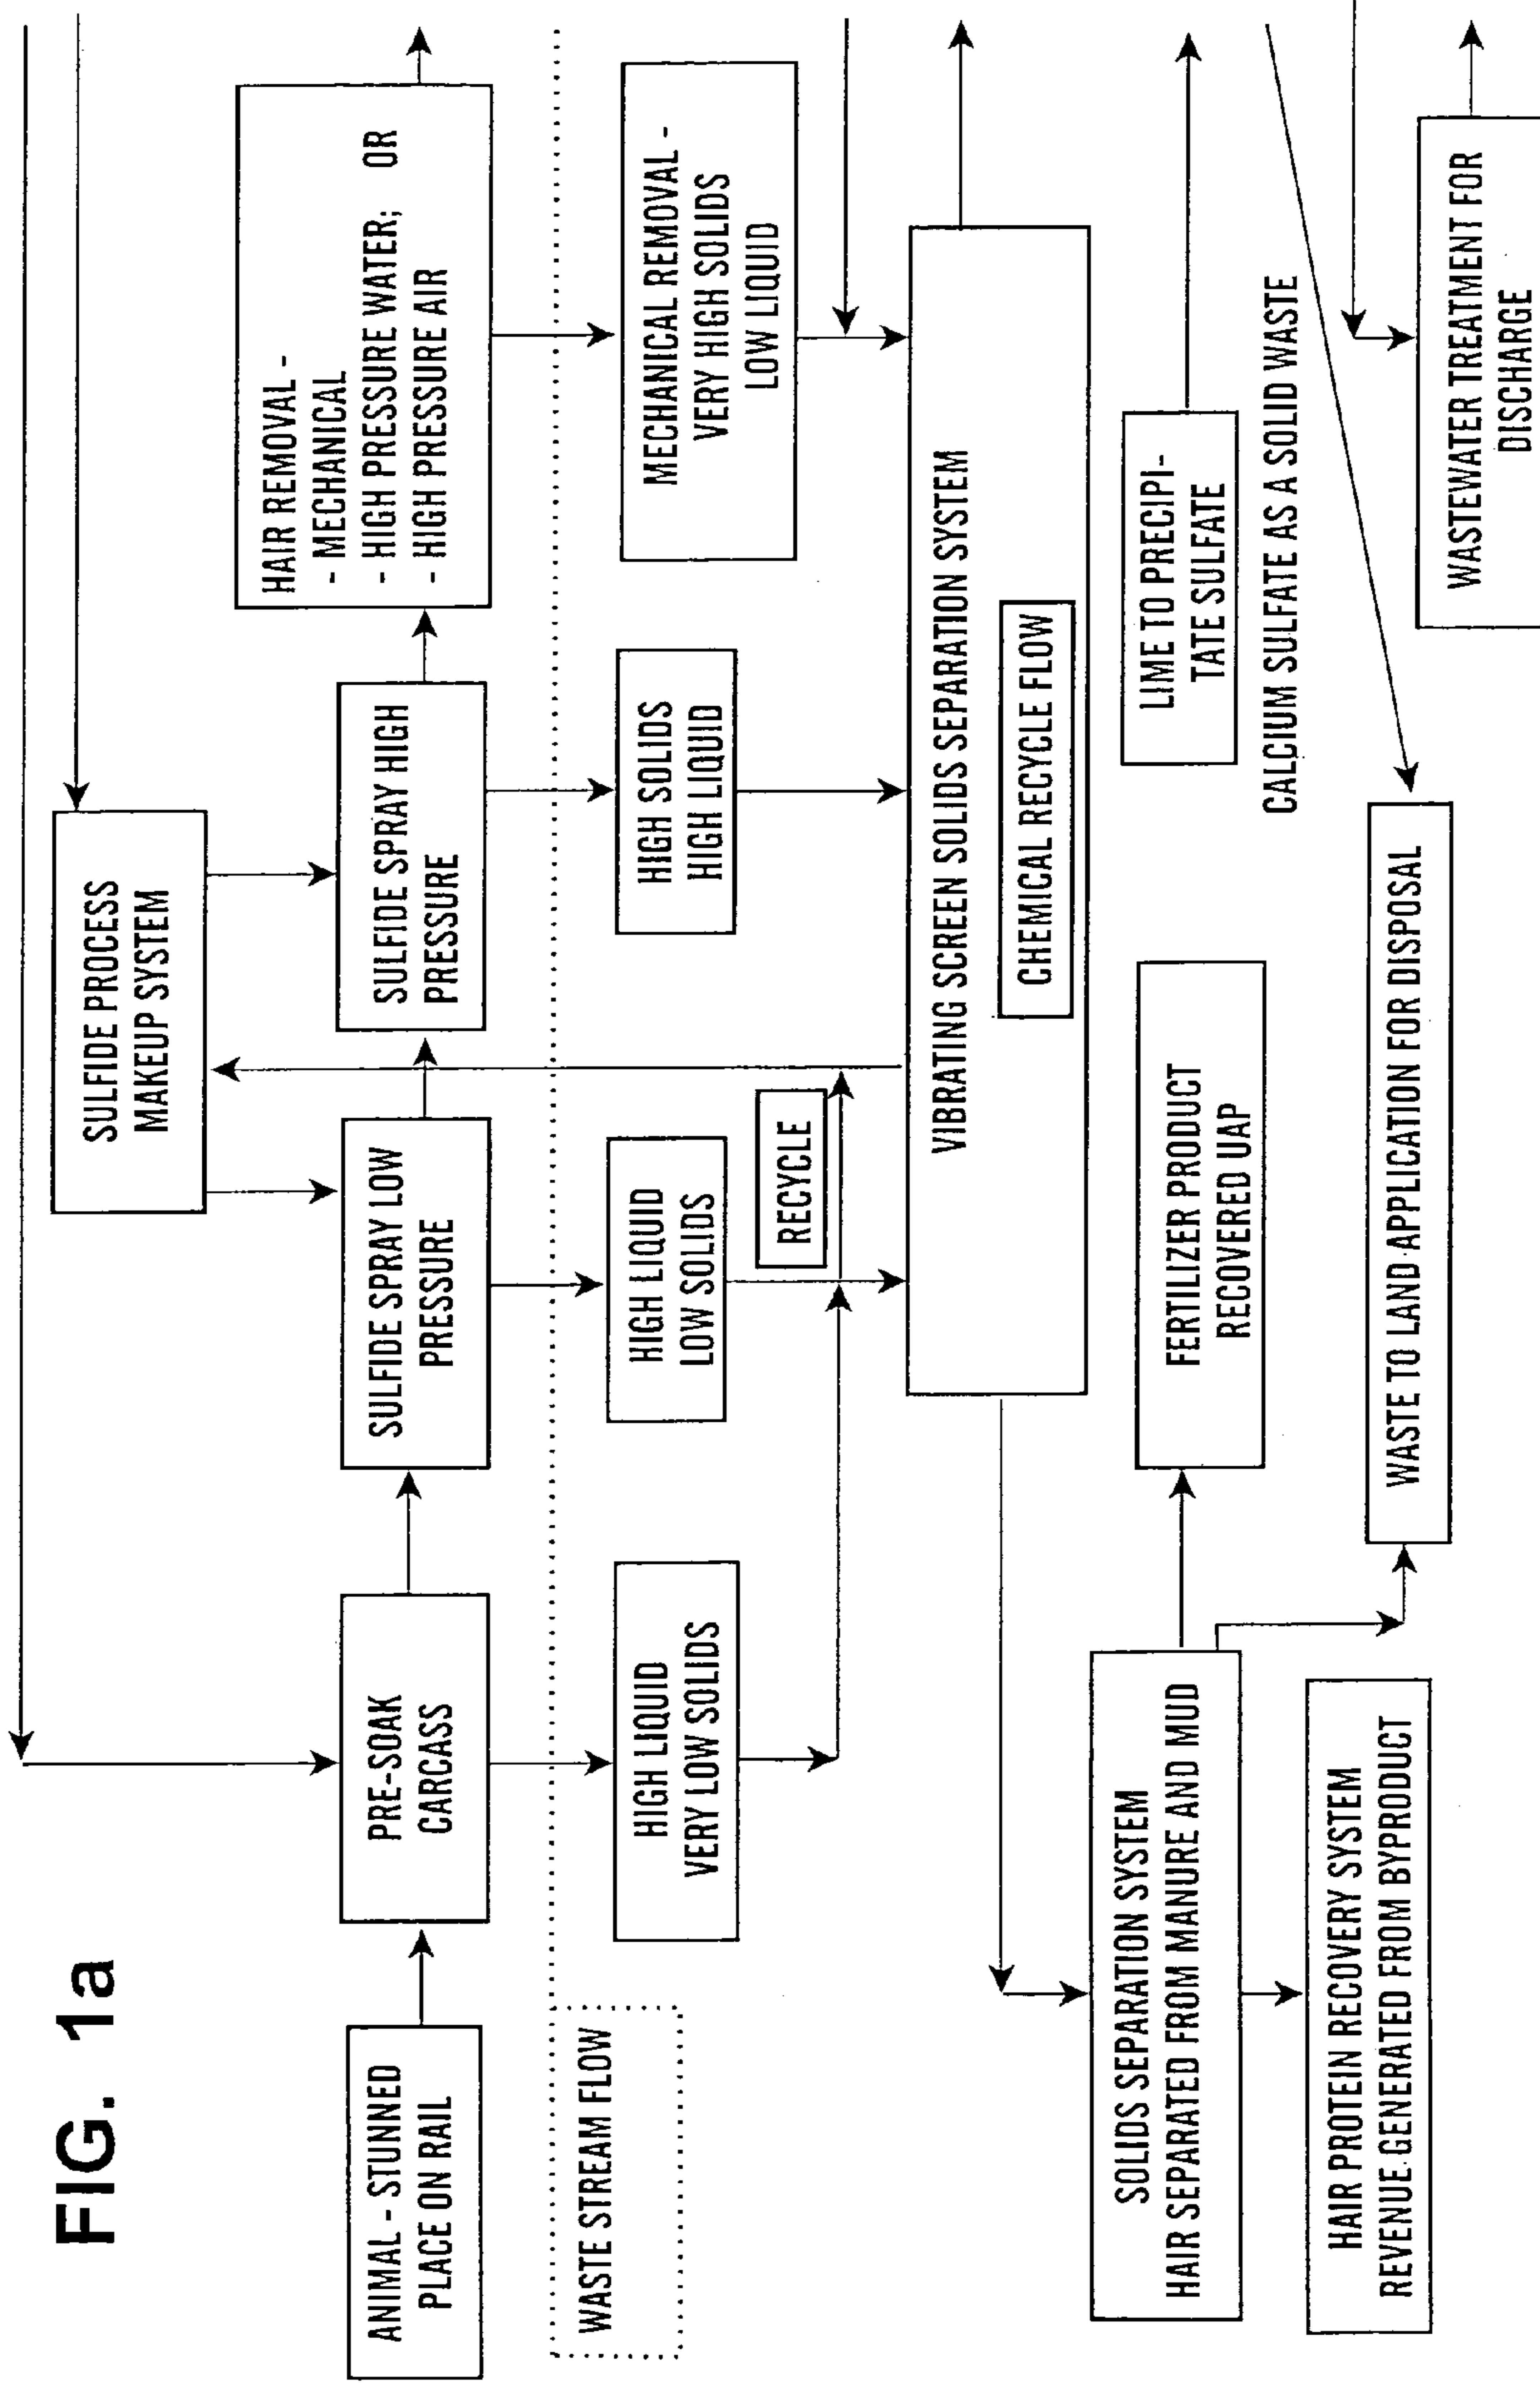 FIG. 1a
SULFIDE PROCESS
MAKEUP SYSTEM
ANIMAL - STUNNED
PLACE ON RAIL
PRE-SOAK
CARCASS
SULFIDE SPRAY LOW
PRESSURE
SULFIDE SPRAY HIGH
PRESSURE
HAIR REMOVAL -
- MECHANICAL
- HIGH PRESSURE WATER; OR
- HIGH PRESSURE AIR
WASTE STREAM FLOW
HIGH LIQUID
VERY LOW SOLIDS
HIGH LIQUID
LOW SOLIDS
HIGH SOLIDS
HIGH LIQUID
MECHANICAL REMOVAL -
VERY HIGH SOLIDS
LOW LIQUID
RECYCLE
VIBRATING SCREEN SOLIDS SEPARATION SYSTEM
CHEMICAL RECYCLE FLOW
SOLIDS SEPARATION SYSTEM
HAIR SEPARATED FROM MANURE AND MUD
FERTILIZER PRODUCT
RECOVERED UAP
LIME TO PRECIPI-
TATE SULFATE
CALCIUM SULFATE AS A SOLID WASTE
HAIR PROTEIN RECOVERY SYSTEM
REVENUE GENERATED FROM BYPRODUCT
WASTE TO LAND APPLICATION FOR DISPOSAL
WASTEWATER TREATMENT FOR
DISCHARGE